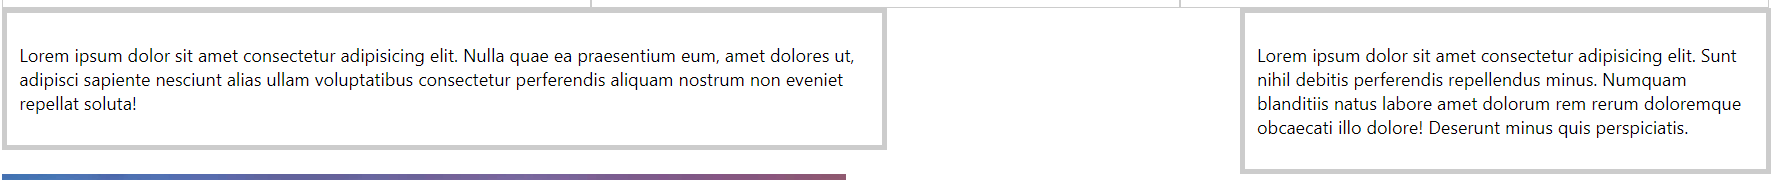 Lorem ipsum dolor sit amet consectetur adipisicing elit. Nulla quae ea praesentium eum, amet dolores ut,
adipisci sapiente nesciunt alias ullam voluptatibus consectetur perferendis aliquam nostrum non eveniet
repellat soluta!
Lorem ipsum dolor sit amet consectetur adipisicing elit. Sunt
nihil debitis perferendis repellendus minus. Numquam
blanditiis natus labore amet dolorum rem rerum doloremque
obcaecati illo dolore! Deserunt minus quis perspiciatis.